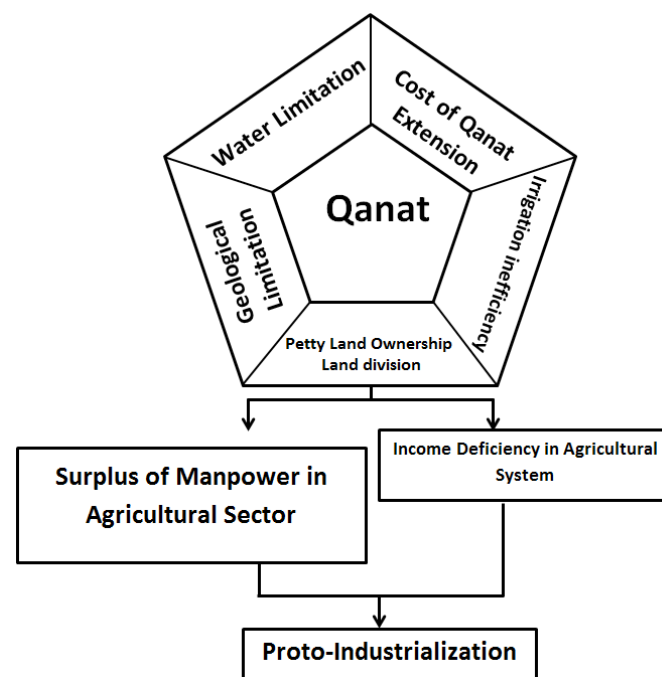 Water Limitation
Cost of Qanat
Extension
Qanat
Geological
Limitation
Irrigation inefficiency
Petty Land Ownership
Land division
Surplus of Manpower in
Agricultural Sector
Income Deficiency in Agricultural
System
Proto-Industrialization